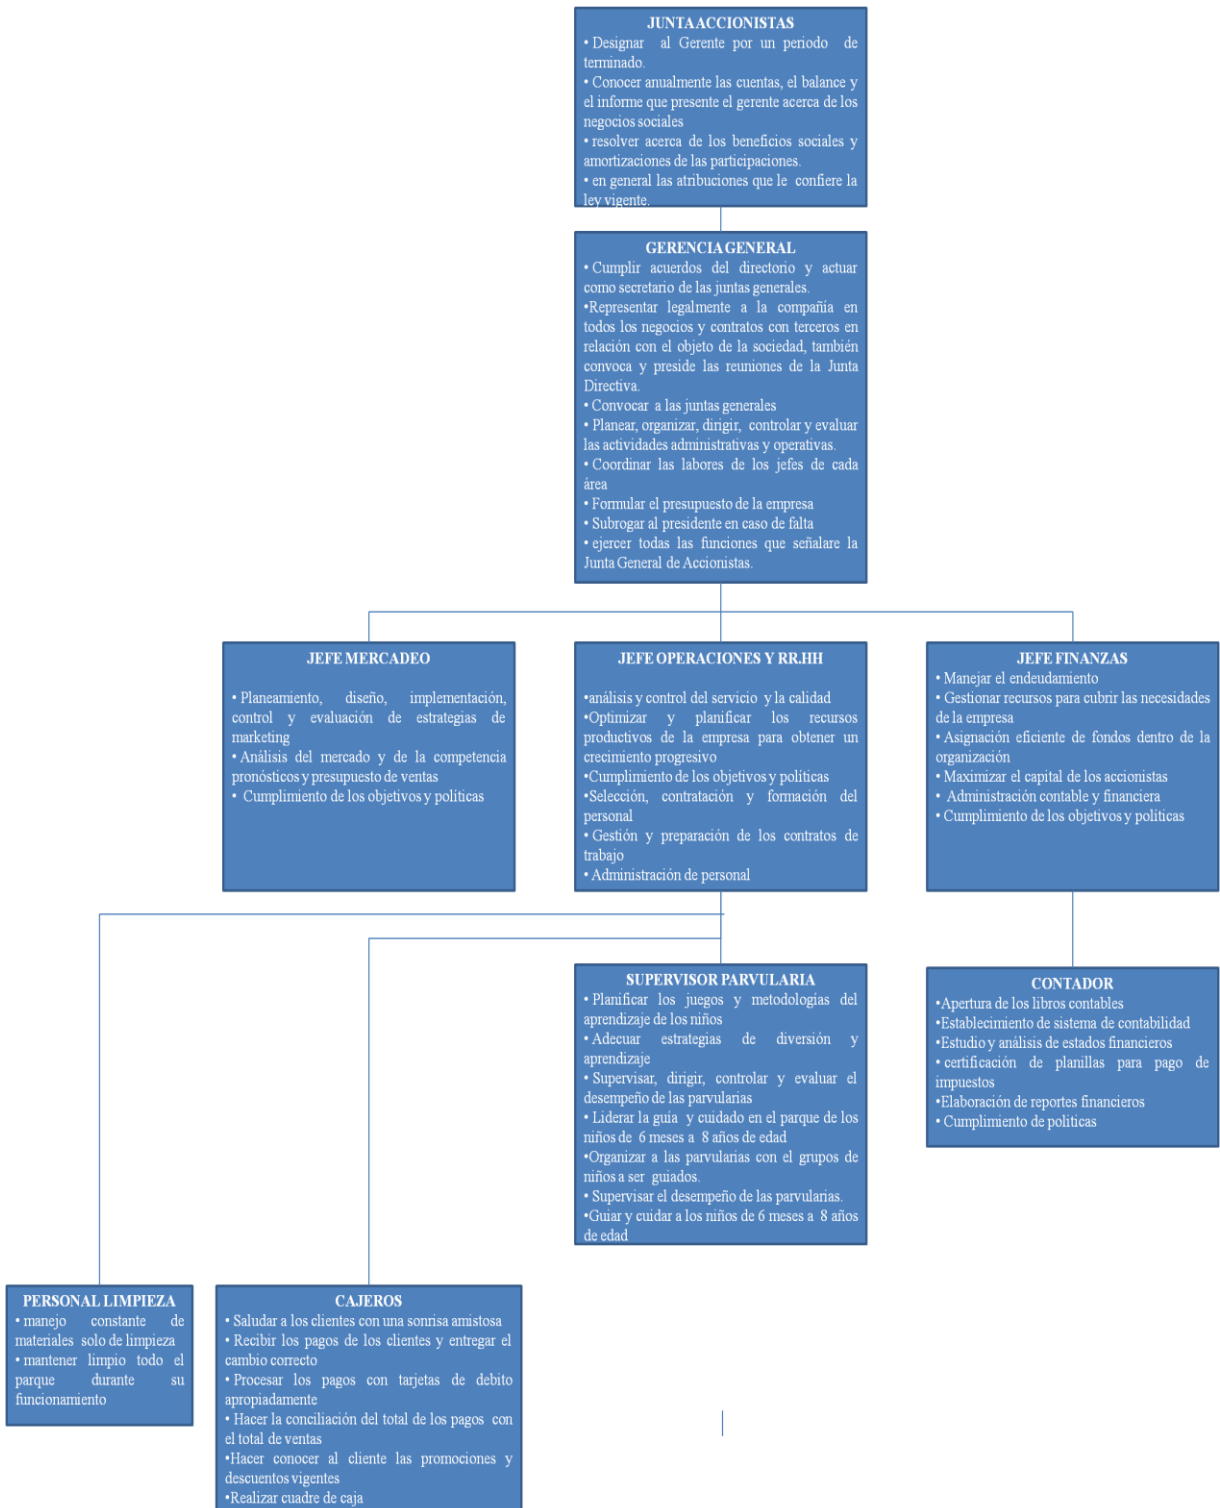 JUNTA ACCIONISTAS
• Designar al Gerente por un periodo de
terminado.
• Conocer anualmente las cuentas, el balance y
el informe que presente el gerente acerca de los
negocios sociales
• resolver acerca de los beneficios sociales y
amortizaciones de las participaciones.
• en general las atribuciones que le confiere la
ley vigente.
GERENCIA GENERAL
• Cumplir acuerdos del directorio y actuar
como secretario de las juntas generales.
•Representar legalmente a la compañía en
todos los negocios y contratos con terceros en
relación con el objeto de la sociedad, también
convoca y preside las reuniones de la Junta
Directiva.
• Convocar a las juntas generales
• Planear, organizar, dirigir, controlar y evaluar
las actividades administrativas y operativas.
• Coordinar las labores de los jefes de cada
área
• Formular el presupuesto de la empresa
• Subrogar al presidente en caso de falta
• ejercer todas las funciones que señalare la
Junta General de Accionistas.
JEFE MERCADEO
• Planeamiento, diseño, implementación,
control y evaluación de estrategias de
marketing
• Análisis del mercado y de la competencia
pronósticos y presupuesto de ventas
• Cumplimiento de los objetivos y políticas
JEFE OPERACIONES Y RR.HH
•análisis y control del servicio y la calidad
•Optimizar y planificar los recursos
productivos de la empresa para obtener un
crecimiento progresivo
•Cumplimiento de los objetivos y políticas
•Selección, contratación y formación del
personal
• Gestión y preparación de los contratos de
trabajo
• Administración de personal
JEFE FINANZAS
• Manejar el endeudamiento
• Gestionar recursos para cubrir las necesidades
de la empresa
• Asignación eficiente de fondos dentro de la
organización
• Maximizar el capital de los accionistas
• Administración contable y financiera
• Cumplimiento de los objetivos y políticas
SUPERVISOR PARVULARIA
• Planificar los juegos y metodologías del
aprendizaje de los niños
• Adecuar estrategias de diversión y
aprendizaje
• Supervisar, dirigir, controlar y evaluar el
desempeño de las parvularias
• Liderar la guía y cuidado en el parque de los
niños de 6 meses a 8 años de edad
•Organizar a las parvularias con el grupos de
niños a ser guiados.
• Supervisar el desempeño de las parvularias.
•Guiar y cuidar a los niños de 6 meses a 8 años
de edad
CONTADOR
•Apertura de los libros contables
•Establecimiento de sistema de contabilidad
•Estudio y análisis de estados financieros
• certificación de planillas para pago de
impuestos
•Elaboración de reportes financieros
• Cumplimiento de politicas
PERSONAL LIMPIEZA
• manejo constante de
materiales solo de limpieza
• mantener limpio todo el
parque durante su
funcionamiento
CAJEROS
• Saludar a los clientes con una sonrisa amistosa
• Recibir los pagos de los clientes y entregar el
cambio correcto
• Procesar los pagos con tarjetas de debito
apropiadamente
• Hacer la conciliación del total de los pagos con
el total de ventas
•Hacer conocer al cliente las promociones y
descuentos vigentes
•Realizar cuadre de caja